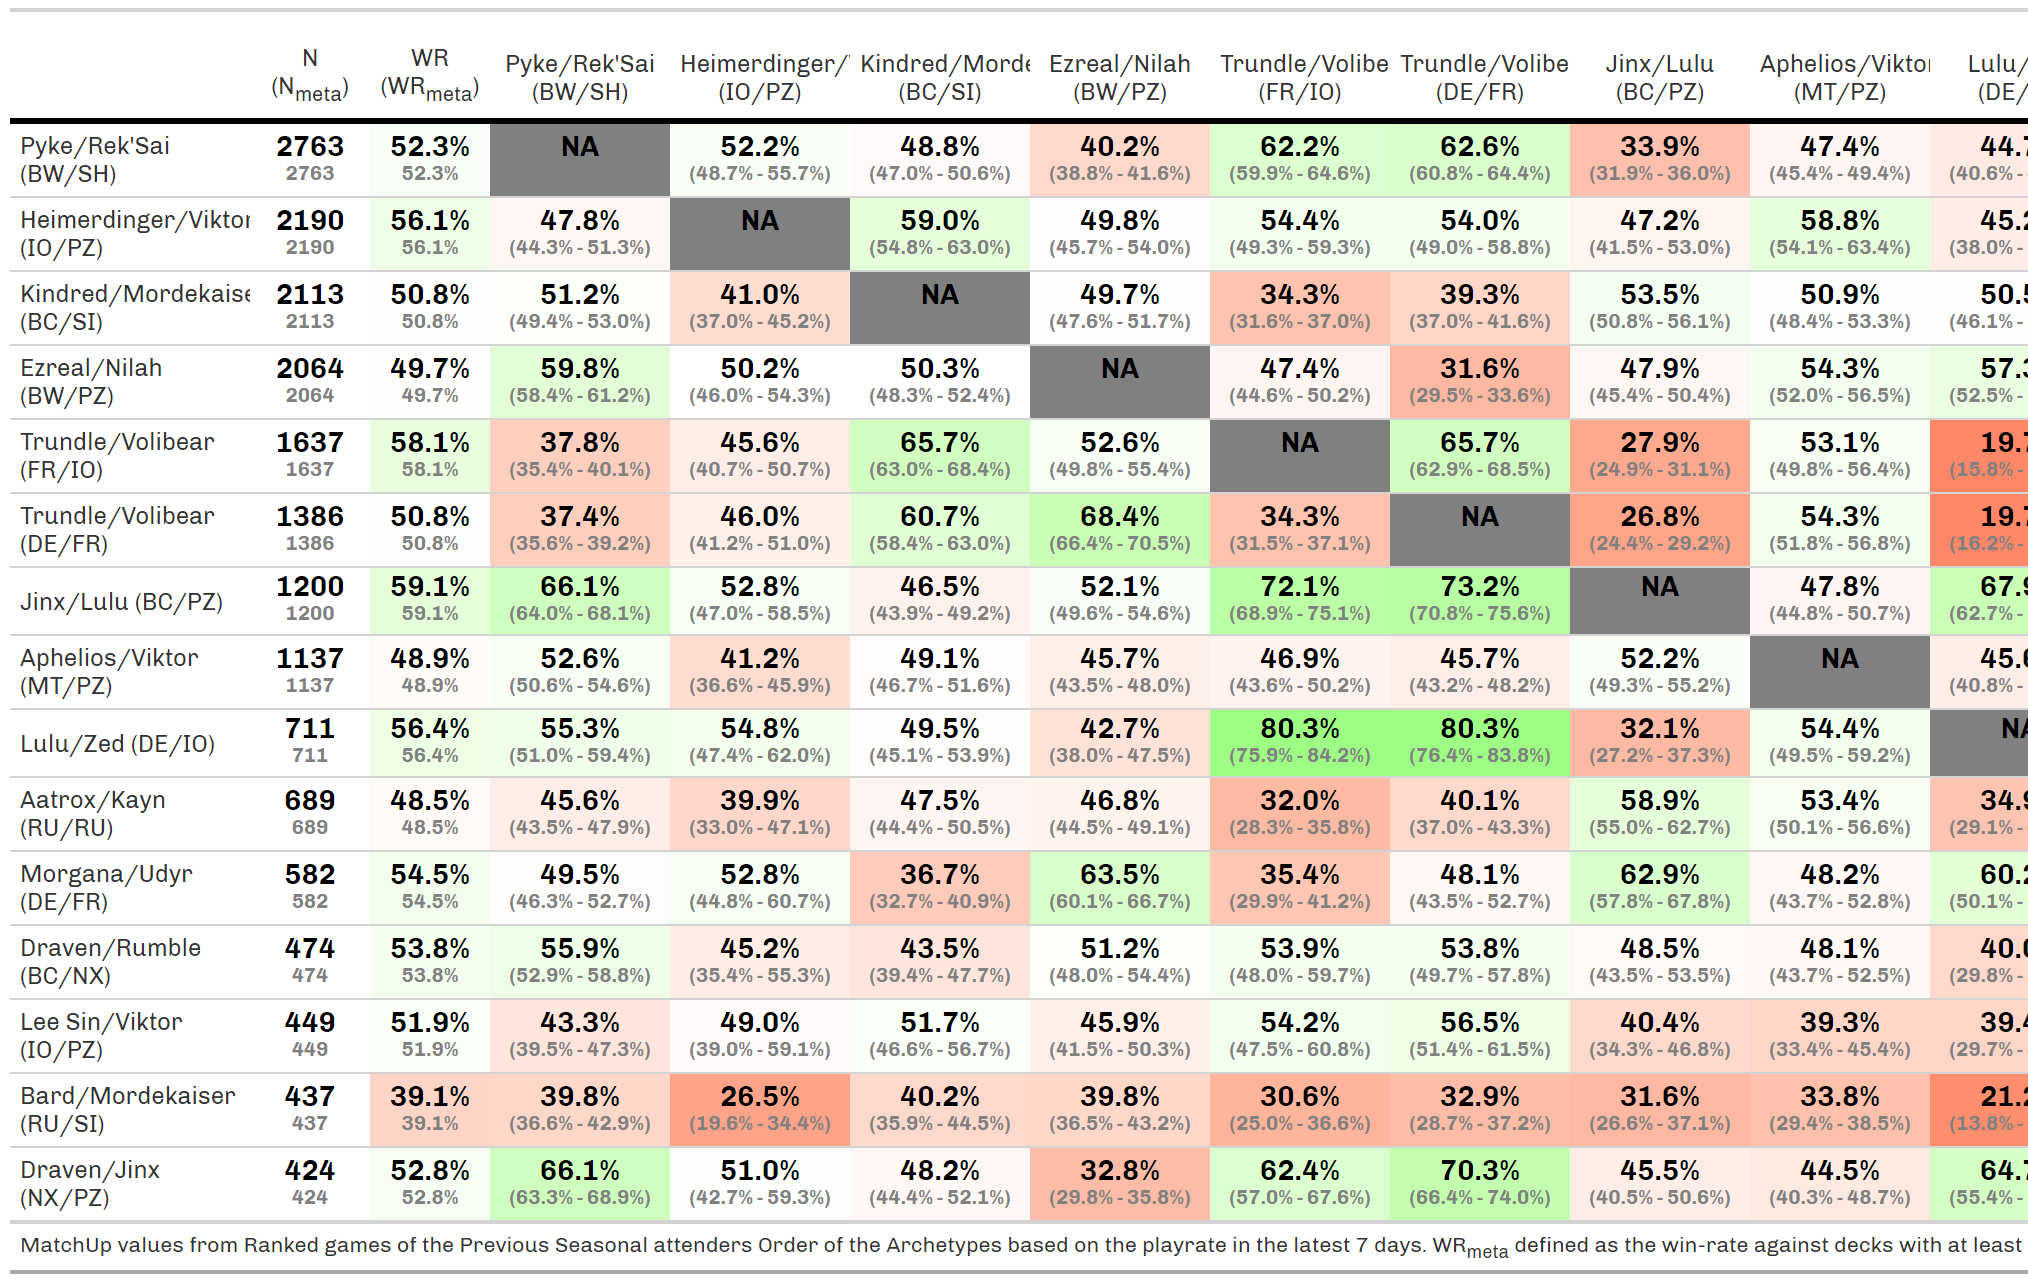 N WR Pyke/Rek'Sai Heimerdinger/ Kindred/Morde Ezreal/Nilah Trundle/Volibe Trundle/Volibe Jinx/Lulu Aphelios/Vikto Lulu/
(Nmeta) (WRmeta) (BW/SH) (IO/PZ) (BC/SI) (BW/PZ) (FR/IO) (DE/FR) (BC/PZ) (MT/PZ) (DE/
Pyke/Rek'Sai 2763 52.3% NA 52.2% 48.8% 40.2% 62.2% 62.6% 33.9% 47.4% 44.7
(BW/SH) 2763 52.3% (48.7% - 55.7%) (47.0% - 50.6%) (38.8% - 41.6%) (59.9% - 64.6%) (60.8% - 64.4%) (31.9% - 36.0%) (45.4% - 49.4%) (40.6% -
Heimerdinger/Viktor 2190 56.1% 47.8% NA 59.0% 49.8% 54.4% 54.0% 47.2% 58.8% 45.2
(IO/PZ) 2190 56.1% (44.3% - 51.3%) (54.8% - 63.0%) (45.7% - 54.0%) (49.3% - 59.3%) (49.0% - 58.8%) (41.5% - 53.0%) (54.1% - 63.4%) (38.0% -
Kindred/Mordekaise 2113 50.8% 51.2% 41.0% NA 49.7% 34.3% 39.3% 53.5% 50.9% 50.5
(BC/SI) 2113 50.8% (49.4% - 53.0%) (37.0% - 45.2%) (47.6% - 51.7%) (31.6% - 37.0%) (37.0% - 41.6%) (50.8% - 56.1%) (48.4% - 53.3%) (46.1% -
Ezreal/Nilah 2064 49.7% 59.8% 50.2% 50.3% NA 47.4% 31.6% 47.9% 54.3% 57.3
(BW/PZ) 2064 49.7% (58.4% - 61.2%) (46.0% - 54.3%) (48.3% - 52.4%) (44.6% - 50.2%) (29.5% - 33.6%) (45.4% - 50.4%) (52.0% - 56.5%) (52.5% -
Trundle/Volibear 1637 58.1% 37.8% 45.6% 65.7% 52.6% NA 65.7% 27.9% 53.1% 19.7
(FR/IO) 1637 58.1% (35.4% - 40.1%) (40.7% - 50.7%) (63.0% - 68.4%) (49.8% - 55.4%) (62.9% - 68.5%) (24.9% - 31.1%) (49.8% - 56.4%) (15.8% -
Trundle/Volibear 1386 50.8% 37.4% 46.0% 60.7% 68.4% 34.3% NA 26.8% 54.3% 19.7
(DE/FR) 1386 50.8% (35.6% - 39.2%) (41.2% - 51.0%) (58.4% - 63.0%) (66.4% - 70.5%) (31.5% - 37.1%) (24.4% - 29.2%) (51.8% - 56.8%) (16.2% -
Jinx/Lulu (BC/PZ) 1200 59.1% 66.1% 52.8% 46.5% 52.1% 72.1% 73.2% NA 47.8% 67.9
1200 59.1% (64.0% - 68.1%) (47.0% - 58.5%) (43.9% - 49.2%) (49.6% - 54.6%) (68.9% - 75.1%) (70.8% - 75.6%) (44.8% - 50.7%) (62.7% -
Aphelios/Viktor 1137 48.9% 52.6% 41.2% 49.1% 45.7% 46.9% 45.7% 52.2% NA 45.6
(MT/PZ) 1137 48.9% (50.6% - 54.6%) (36.6% - 45.9%) (46.7% - 51.6%) (43.5% - 48.0%) (43.6% - 50.2%) (43.2% - 48.2%) (49.3% - 55.2%) (40.8% -
Lulu/Zed (DE/IO) 711 56.4% 55.3% 54.8% 49.5% 42.7% 80.3% 80.3% 32.1% 54.4% NA
711 56.4% (51.0% - 59.4%) (47.4% - 62.0%) (45.1% - 53.9%) (38.0% - 47.5%) (75.9% - 84.2%) (76.4% - 83.8%) (27.2% - 37.3%) (49.5% - 59.2%)
Aatrox/Kayn 689 48.5% 45.6% 39.9% 47.5% 46.8% 32.0% 40.1% 58.9% 53.4% 34.9
(RU/RU) 689 48.5% (43.5% - 47.9%) (33.0% - 47.1%) (44.4% - 50.5%) (44.5% - 49.1%) (28.3% - 35.8%) (37.0% - 43.3%) (55.0% - 62.7%) (50.1% - 56.6%) (29.1% -
Morgana/Udyr 582 54.5% 49.5% 52.8% 36.7% 63.5% 35.4% 48.1% 62.9% 48.2% 60.2
(DE/FR) 582 54.5% (46.3% - 52.7%) (44.8% - 60.7%) (32.7% - 40.9%) (60.1% - 66.7%) (29.9% - 41.2%) (43.5% - 52.7%) (57.8% - 67.8%) (43.7% - 52.8%) (50.1% -
Draven/Rumble 474 53.8% 55.9% 45.2% 43.5% 51.2% 53.9% 53.8% 48.5% 48.1% 40.0
(BC/NX) 474 53.8% (52.9% - 58.8%) (35.4% - 55.3%) (39.4% - 47.7%) (48.0% - 54.4%) (48.0% - 59.7%) (49.7% - 57.8%) (43.5% - 53.5%) (43.7% - 52.5%) (29.8% -
Lee Sin/Viktor 449 51.9% 43.3% 49.0% 51.7% 45.9% 54.2% 56.5% 40.4% 39.3% 39.4
(IO/PZ) 449 51.9% (39.5% - 47.3%) (39.0% - 59.1%) (46.6% - 56.7%) (41.5% - 50.3%) (47.5% - 60.8%) (51.4% - 61.5%) (34.3% - 46.8%) (33.4% - 45.4%) (29.7% -
Bard/Mordekaiser 437 39.1% 39.8% 26.5% 40.2% 39.8% 30.6% 32.9% 31.6% 33.8% 21.2
(RU/SI) 437 39.1% (36.6% - 42.9%) (19.6% - 34.4%) (35.9% - 44.5%) (36.5% - 43.2%) (25.0% - 36.6%) (28.7% - 37.2%) (26.6% - 37.1%) (29.4% - 38.5%) (13.8% -
Draven/Jinx 424 52.8% 66.1% 51.0% 48.2% 32.8% 62.4% 70.3% 45.5% 44.5% 64.7
(NX/PZ) 424 52.8% (63.3% - 68.9%) (42.7% - 59.3%) (44.4% - 52.1%) (29.8% - 35.8%) (57.0% - 67.6%) (66.4% - 74.0%) (40.5% - 50.6%) (40.3% - 48.7%) (55.4% -
MatchUp values from Ranked games of the Previous Seasonal attenders Order of the Archetypes based on the playrate in the latest 7 days. WRmeta defined as the win-rate against decks with at least